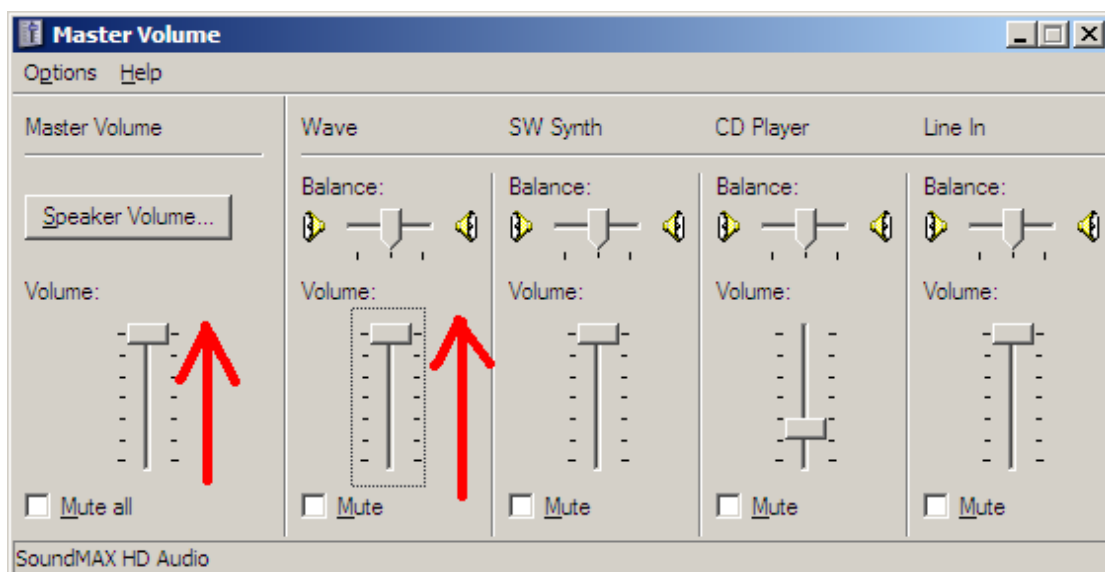 Master Volume
Options Help
Master Volume Wave SW Synth CD Player Line In
Balance: Balance: Balance: Balance:
Speaker Volume...
Volume: Volume: Volume: Volume: Volume:
Mute all Mute Mute Mute Mute
SoundMAX HD Audio